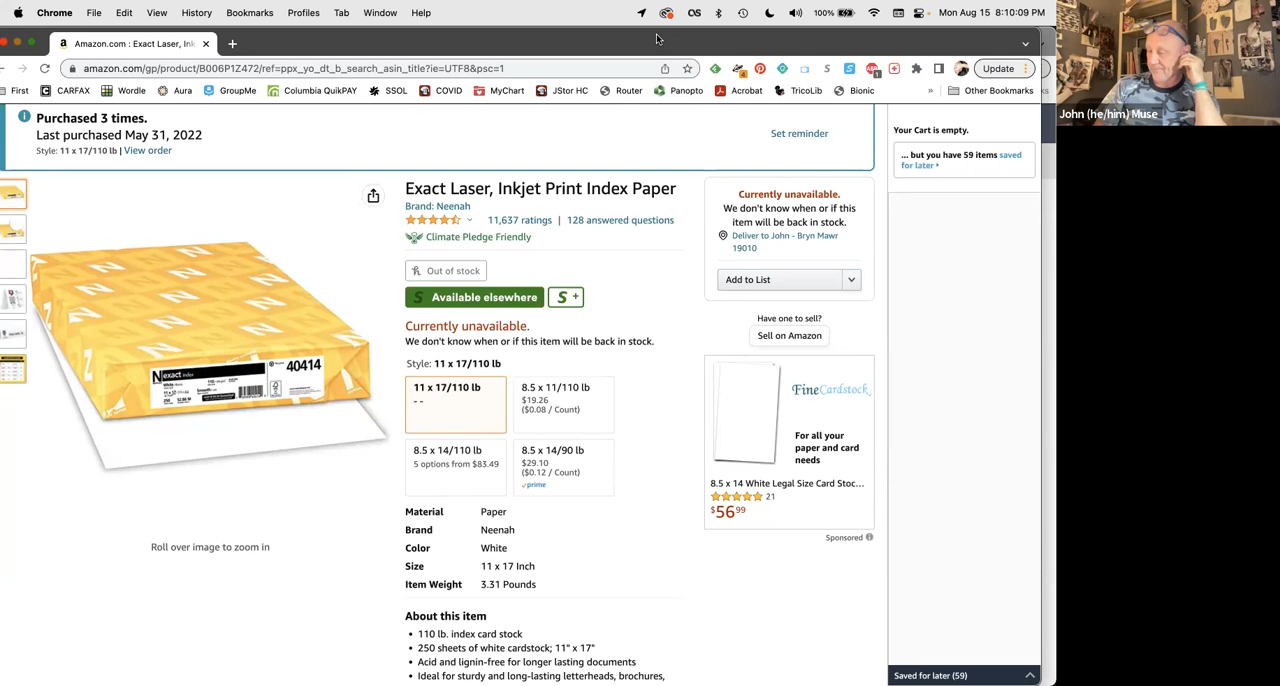 Chrome File Edit View History Bookmarks Profiles Tab Window Help
100% Mon Aug 15 8:10:09 PM
Amazon.com : Exact Laser, Ink
amazon.com/gp/product/B006P1Z472/ref=ppx_yo_dt_b_search_asin_title?ie=UTF8&psc=1
Update
First CARFAX Wordle Aura GroupMe Columbia QuikPAY SSOL COVID MyChart JStor HC Router Panopto Acrobat TricoLib Bionic » Other Bookmarks
John (he/him) Muse
Purchased 3 times.
Last purchased May 31, 2022
Style: 11 x 17/110 lb | View order
Set reminder
Your Cart is empty.
... but you have 59 items saved
for later
Exact Laser, Inkjet Print Index Paper
Brand: Neenah
11,637 ratings | 128 answered questions
Climate Pledge Friendly
Out of stock
S Available elsewhere
S +
Currently unavailable.
We don't know when or if this item will be back in stock.
Style: 11 x 17/110 lb
11 x 17/110 lb
- -
8.5 x 11/110 lb
$19.26
($0.08 / Count)
8.5 x 14/110 lb
5 options from $83.49
8.5 x 14/90 lb
$29.10
($0.12 / Count)
prime
Material Paper
Brand Neenah
Color White
Size 11 x 17 Inch
Item Weight 3.31 Pounds
About this item
• 110 lb. index card stock
• 250 sheets of white cardstock; 11" x 17"
• Acid and lignin-free for longer lasting documents
• Ideal for sturdy and long-lasting letterheads, brochures,
exact index
40414
Roll over image to zoom in
Currently unavailable.
We don't know when or if this
item will be back in stock.
Deliver to John - Bryn Mawr
19010
Add to List
Have one to sell?
Sell on Amazon
FineCardstock
For all your
paper and card
needs
8.5 x 14 White Legal Size Card Stoc...
21
$56 99
Sponsored
Saved for later (59)